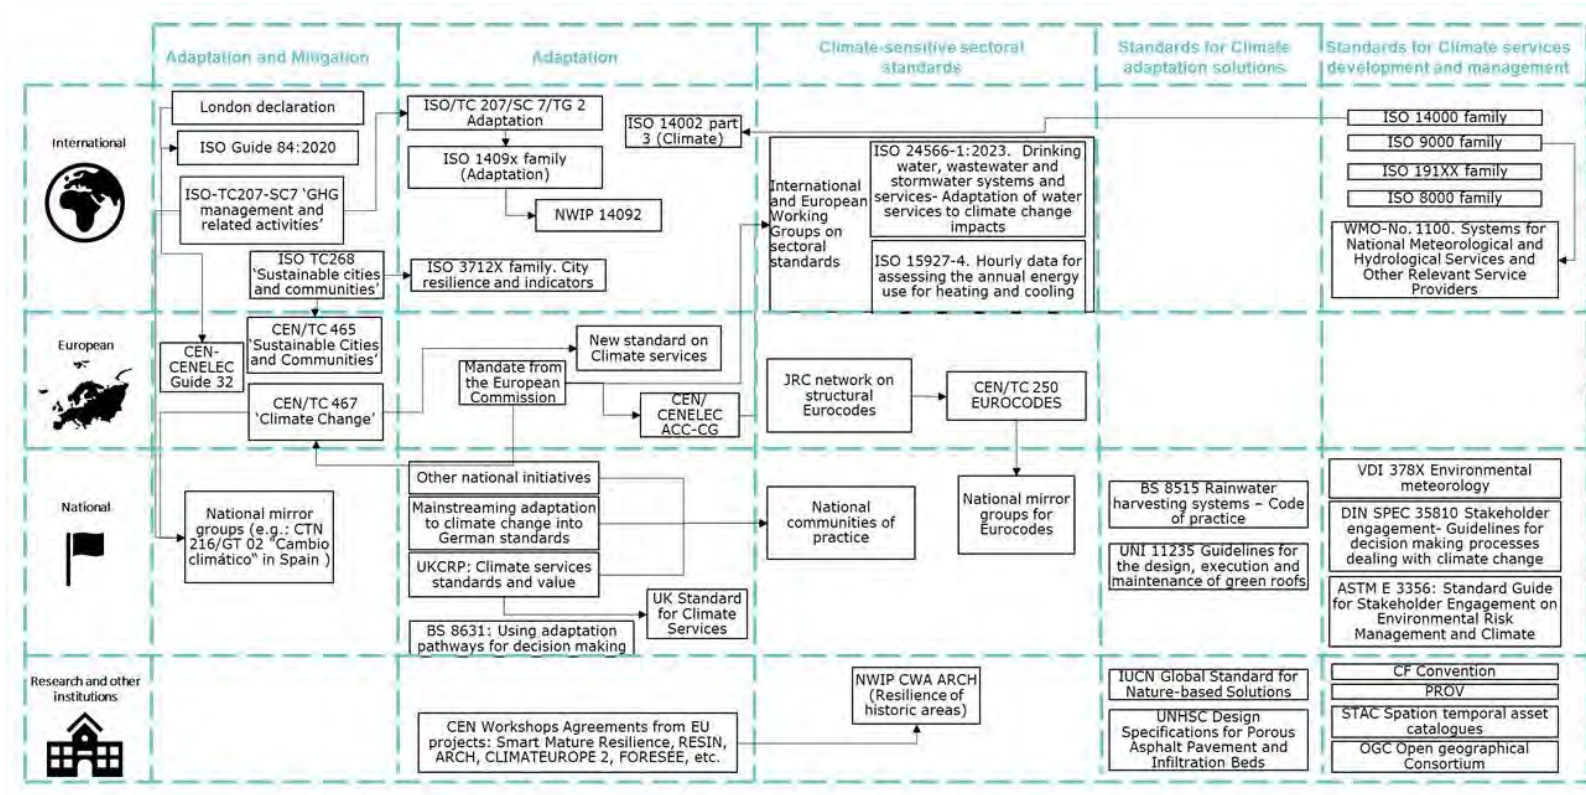 Adaptation and Mitigation
Adaptation
Climate-sensitive sectoral
standards
Standards for Climate
adaptation solutions
Standards for Climate services
development and management
International
London declaration
ISO Guide 84:2020
ISO-TC207-SC7 ‘GHG
management and
related activities’
ISO TC268
‘Sustainable cities
and communities’
ISO/TC 207/SC 7/TG 2
Adaptation
ISO 1409x family
(Adaptation)
NWIP 14092
ISO 3712X family. City
resilience and indicators
ISO 14002 part
3 (Climate)
International
and European
Working
Groups on
sectoral
standards
ISO 24566-1:2023. Drinking
water, wastewater and
stormwater systems and
services- Adaptation of water
services to climate change
impacts
ISO 15927-4. Hourly data for
assessing the annual energy
use for heating and cooling
ISO 14000 family
ISO 9000 family
ISO 191XX family
ISO 8000 family
WMO-No. 1100. Systems for
National Meteorological and
Hydrological Services and
Other Relevant Service
Providers
European
CEN-
CENELEC
Guide 32
CEN/TC 465
‘Sustainable Cities
and Communities’
CEN/TC 467
‘Climate Change’
New standard on
Climate services
Mandate from
the European
Commission
CEN/
CENELEC
ACC-CG
JRC network on
structural
Eurocodes
CEN/TC 250
EUROCODES
National
National mirror
groups (e.g.: CTN
216/GT 02 “Cambio
climático“ in Spain )
Other national initiatives
Mainstreaming adaptation
to climate change into
German standards
UKCRP: Climate services
standards and value
UK Standard
for Climate
Services
BS 8631: Using adaptation
pathways for decision making
National
communities of
practice
National mirror
groups for
Eurocodes
BS 8515 Rainwater
harvesting systems – Code
of practice
UNI 11235 Guidelines for
the design, execution and
maintenance of green roofs
VDI 378X Environmental
meteorology
DIN SPEC 35810 Stakeholder
engagement- Guidelines for
decision making processes
dealing with climate change
ASTM E 3356: Standard Guide
for Stakeholder Engagement on
Environmental Risk
Management and Climate
Research and other
institutions
CEN Workshops Agreements from EU
projects: Smart Mature Resilience, RESIN,
ARCH, CLIMATEUROPE 2, FORESEE, etc.
NWIP CWA ARCH
(Resilience of
historic areas)
IUCN Global Standard for
Nature-based Solutions
UNHSC Design
Specifications for Porous
Asphalt Pavement and
Infiltration Beds
CF Convention
PROV
STAC Spation temporal asset
catalogues
OGC Open geographical
Consortium